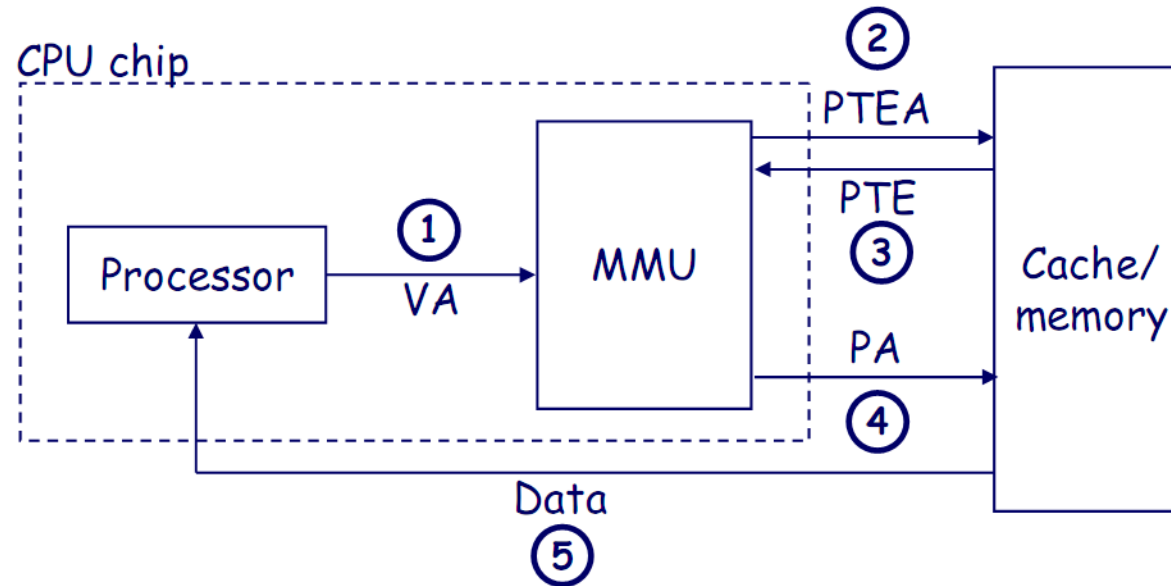 2
CPU chip
PTEA
PTE
1
3
Processor
MMU
VA
Cache/
memory
PA
4
Data
5